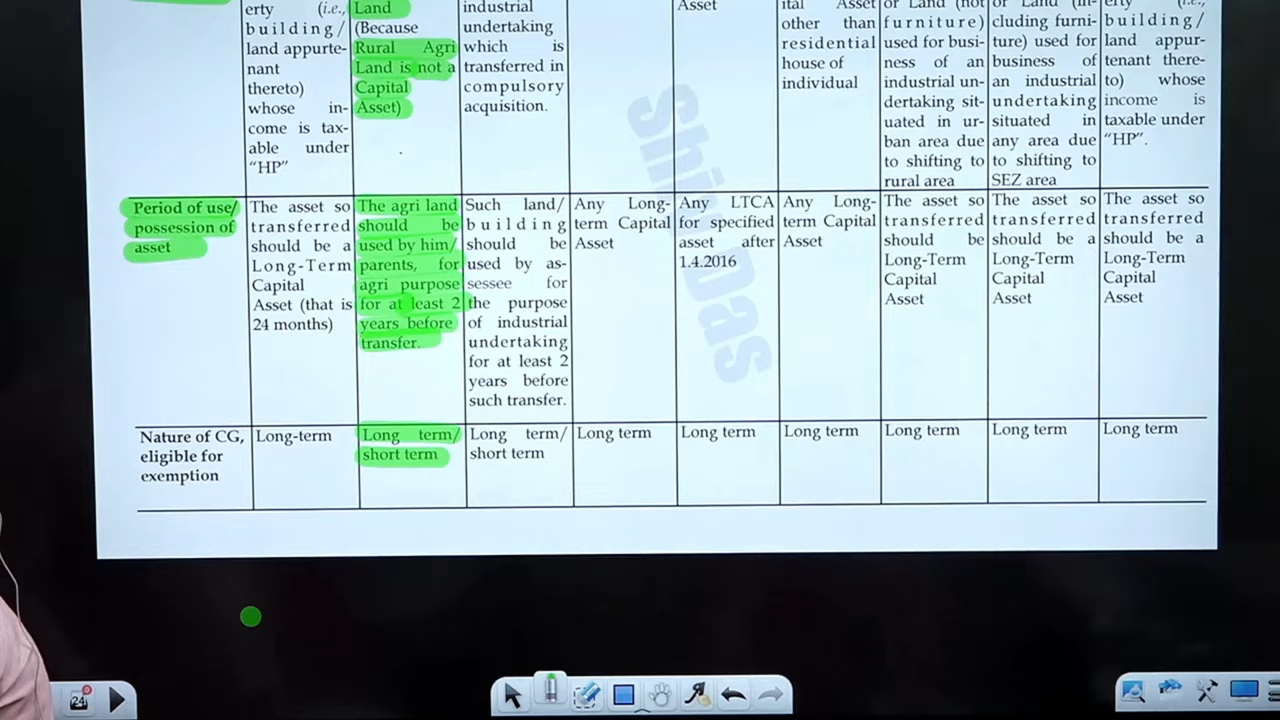 erty (i.e.,
building/
land appurte-
nant
thereto)
whose in-
come is tax-
able under
"HP"
Land
(Because
Rural Agri
Land is not a
Capital
Asset)
industrial
undertaking
which is
transferred in
compulsory
acquisition.
Asset
ital Asset
other than
residential
house of
individual
or Land (not
furniture)
used for busi-
ness of an
industrial un-
dertaking sit-
uated in ur-
ban area due
to shifting to
rural area
cluding furni-
ture) used for
business of
an industrial
undertaking
situated in
any area due
to shifting to
SEZ area
erty (i.e.,
building/
land appur-
tenant there-
to) whose
income is
taxable under
"HP".
Period of use/
possession of
asset
The asset so
transferred
should be a
Long-Term
Capital
Asset (that is
24 months)
The agri land
should be
used by him/
parents, for
agri purpose
for at least 2
years before
transfer.
Such land/
building
should be
used by as-
sessee for
the purpose
of industrial
undertaking
for at least 2
years before
such transfer.
Any Long-
term Capital
Asset
Any LTCA
for specified
asset after
1.4.2016
Any Long-
term Capital
Asset
The asset so
transferred
should be
Long-Term
Capital
Asset
The asset so
transferred
should be a
Long-Term
Capital
Asset
The asset so
transferred
should be a
Long-Term
Capital
Asset
Nature of CG,
eligible for
exemption
Long-term
Long term/
short term
Long term/
short term
Long term
Long term
Long term
Long term
Long term
Long term
Das
24